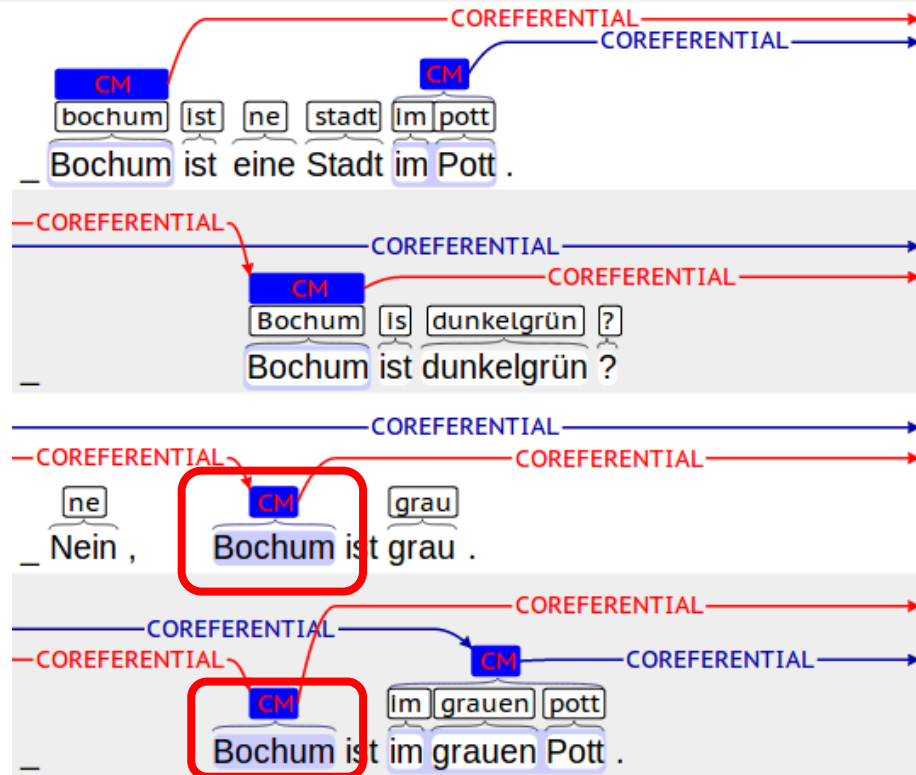 COREFERENTIAL
COREFERENTIAL
CM CM
bochum ist ne stadt im pott
_ Bochum ist eine Stadt im Pott .
COREFERENTIAL
COREFERENTIAL
COREFERENTIAL
CM
Bochum is dunkelgrün ?
_ Bochum ist dunkelgrün ?
COREFERENTIAL
COREFERENTIAL COREFERENTIAL
ne CM grau
_ Nein , Bochum ist grau .
COREFERENTIAL
COREFERENTIAL
COREFERENTIAL COREFERENTIAL
CM
CM im grauen pott
_ Bochum ist im grauen Pott .